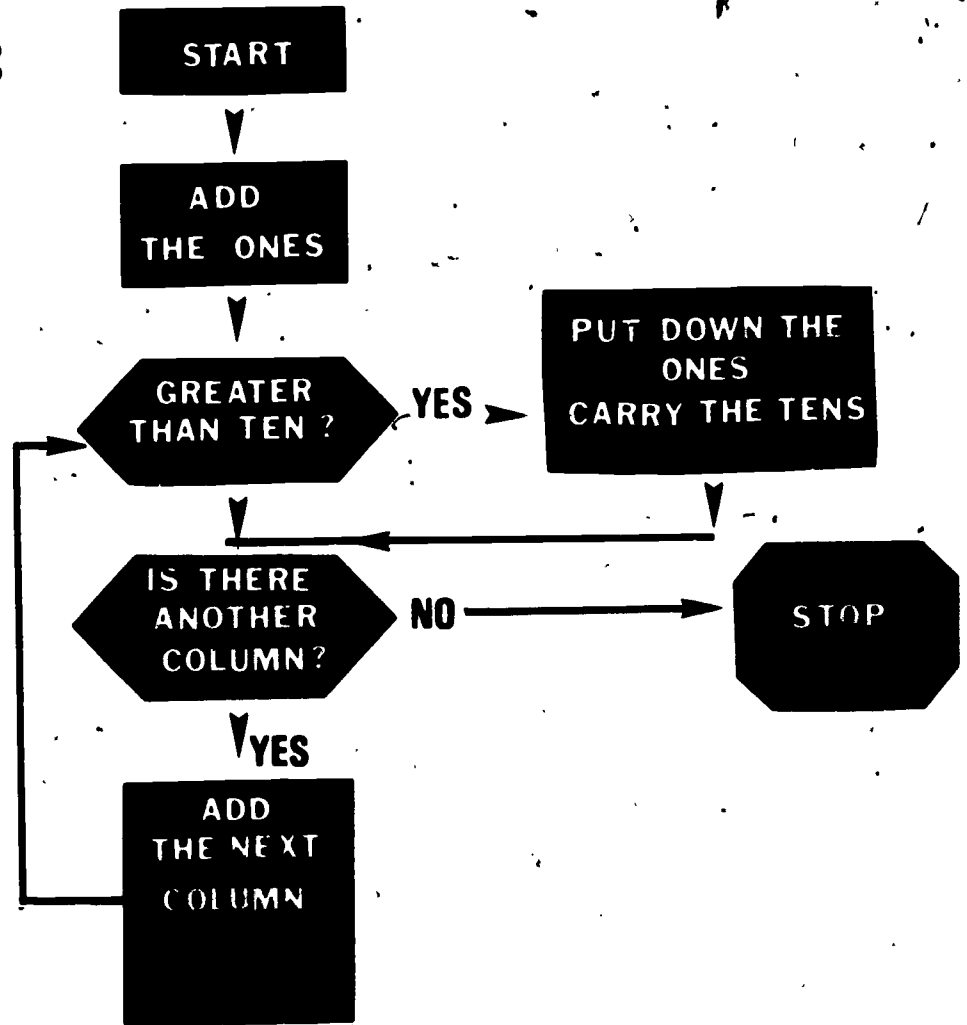 START
ADD
THE ONES
GREATER
THAN TEN ?
YES
PUT DOWN THE
ONES
CARRY THE TENS
IS THERE
ANOTHER
COLUMN?
NO
STOP
YES
ADD
THE NEXT
COLUMN